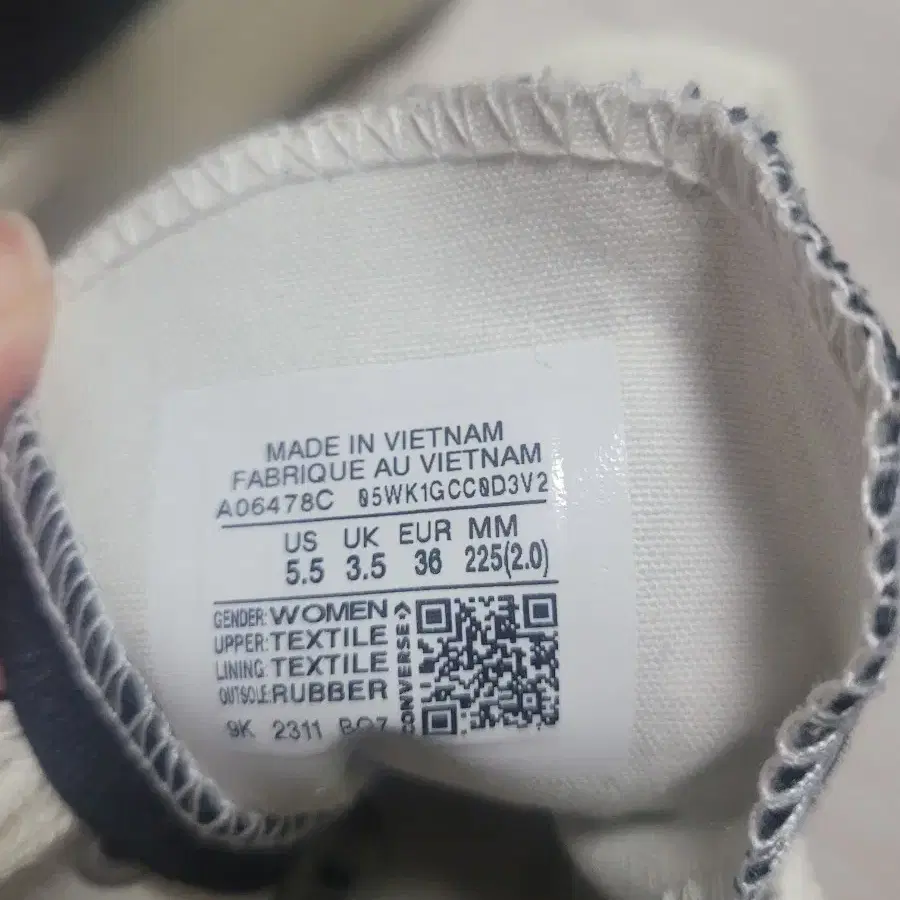 MADE IN VIETNAM
FABRIQUE AU VIETNAM
A06478C 05WK1GCC0D3V2
US UK EUR MM
5.5 3.5 36 225(2.0)
GENDER: WOMEN
UPPER: TEXTILE
LINING: TEXTILE
OUTSOLE: RUBBER
CONVERSE
9K 2311